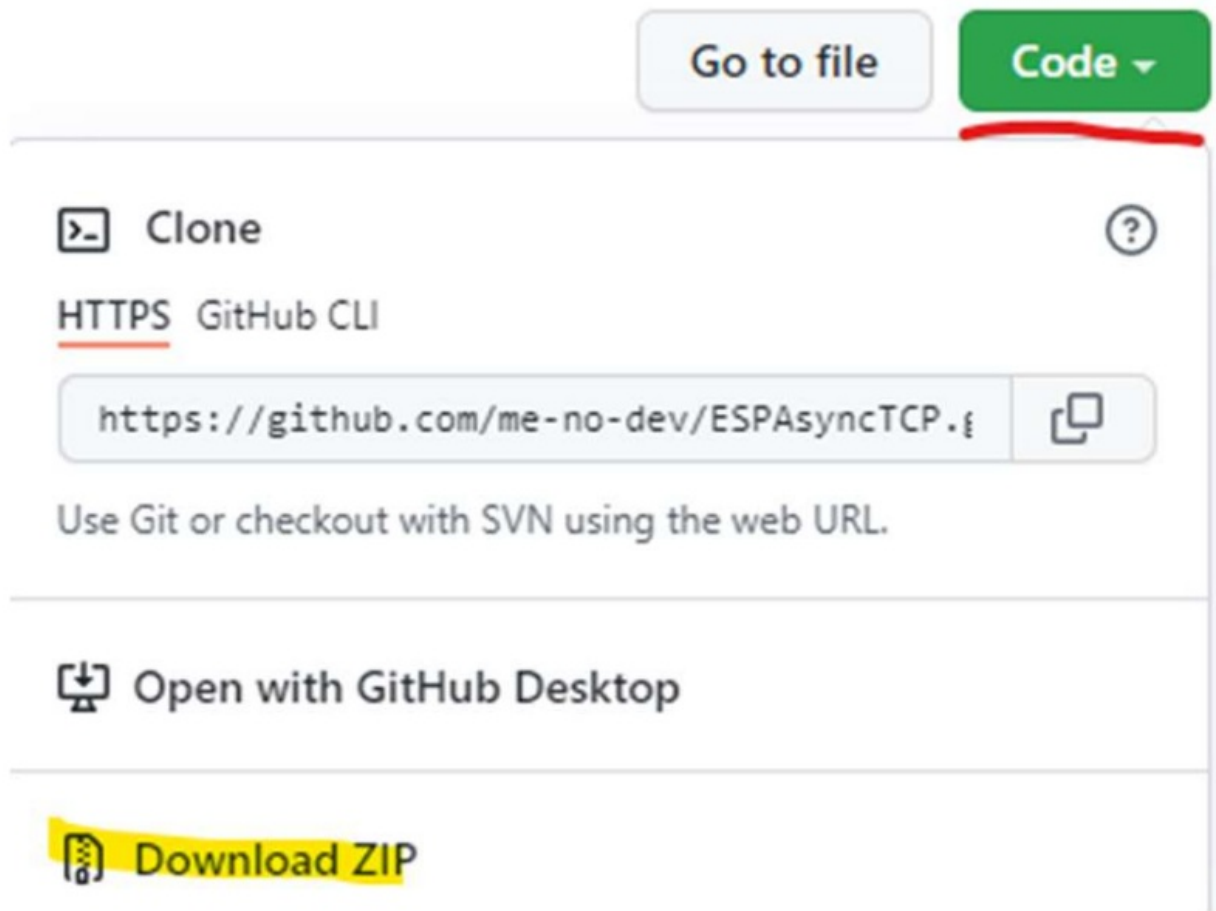 Go to file
Code
Clone
HTTPS GitHub CLI
https://github.com/me-no-dev/ESPAsyncTCP.g
Use Git or checkout with SVN using the web URL.
Open with GitHub Desktop
Download ZIP